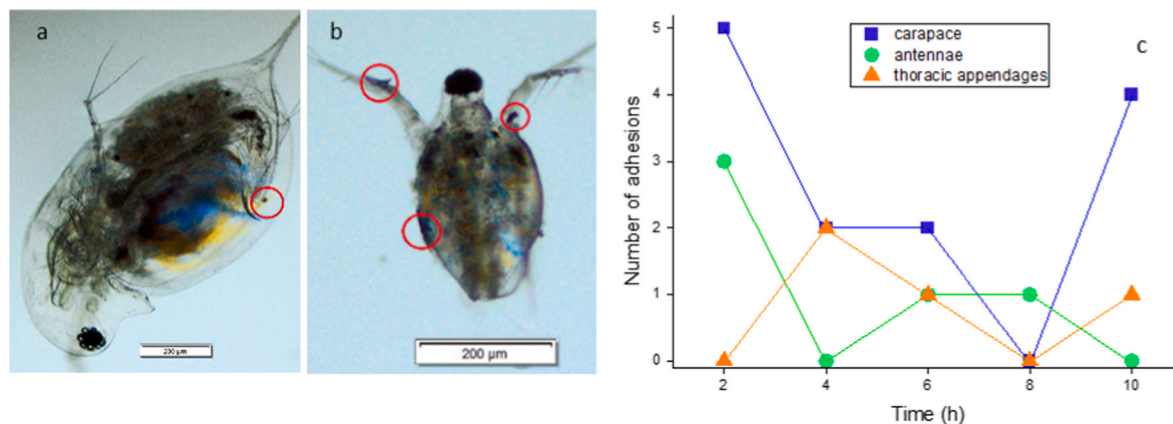 a
200 µm
b
200 µm
c
carapace
antennae
thoracic appendages
Number of adhesions
5
4
3
2
1
0
2 4 6 8 10
Time (h)